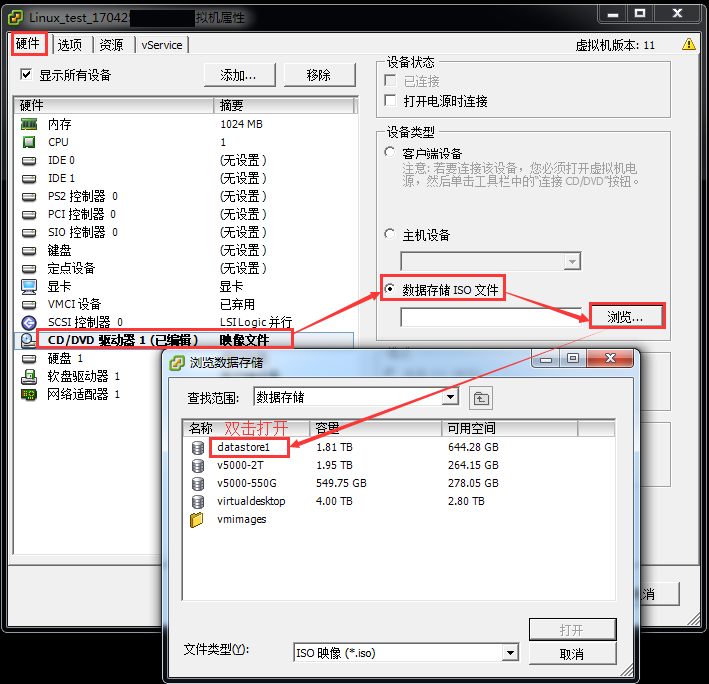 Linux_test_17042 拟机属性
硬件 选项 资源 vService 虚拟机版本: 11
显示所有设备 添加... 移除
硬件 摘要
内存 1024 MB
CPU 1
IDE 0 (无设置)
IDE 1 (无设置)
PS2 控制器 0 (无设置)
PCI 控制器 0 (无设置)
SIO 控制器 0 (无设置)
键盘 (无设置)
定点设备 (无设置)
显卡 显卡
VMCI 设备 已弃用
SCSI 控制器 0 LSI Logic 并行
CD/DVD 驱动器 1 (已编辑) 映像文件
硬盘 1
软盘驱动器 1
网络适配器 1
设备状态
已连接
打开电源时连接
设备类型
客户端设备
注意: 若要连接该设备，您必须打开虚拟机电
源，然后单击工具栏中的"连接 CD/DVD"按钮。
主机设备
数据存储 ISO 文件
浏览...
浏览数据存储
查找范围: 数据存储
名称 双击打开 容量 可用空间
datastore1 1.81 TB 644.28 GB
v5000-2T 1.95 TB 264.15 GB
v5000-550G 549.75 GB 278.05 GB
virtualdesktop 4.00 TB 2.80 TB
vmimages
打开
文件类型(Y): ISO 映像 (*.iso) 取消
消